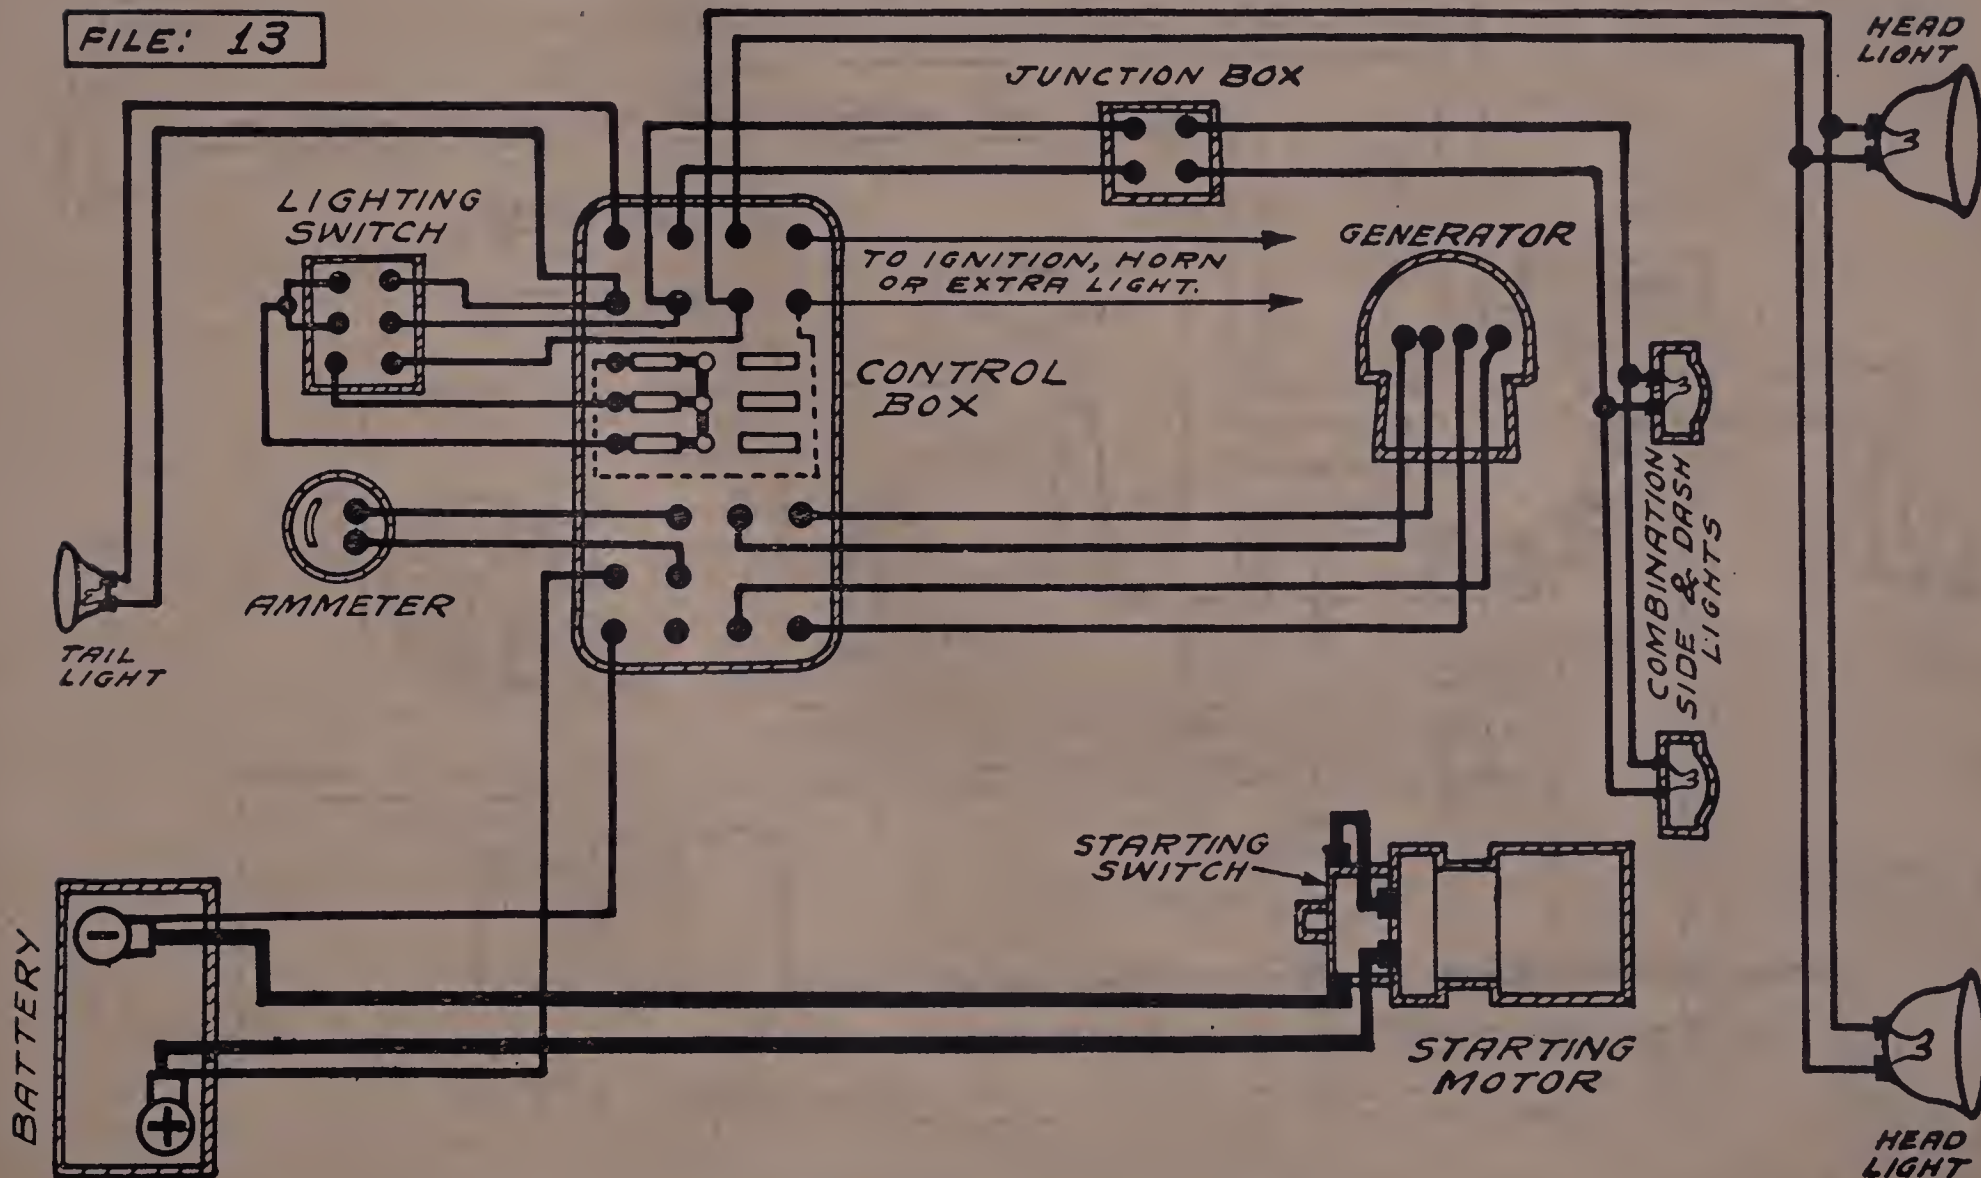 FILE: 13
HEAD
LIGHT
JUNCTION BOX
LIGHTING
SWITCH
GENERATOR
TO IGNITION, HORN
OR EXTRA LIGHT.
CONTROL
BOX
COMBINATION
SIDE & DASH
LIGHTS
AMMETER
TAIL
LIGHT
STARTING
SWITCH
BATTERY
-
+
STARTING
MOTOR
HEAD
LIGHT